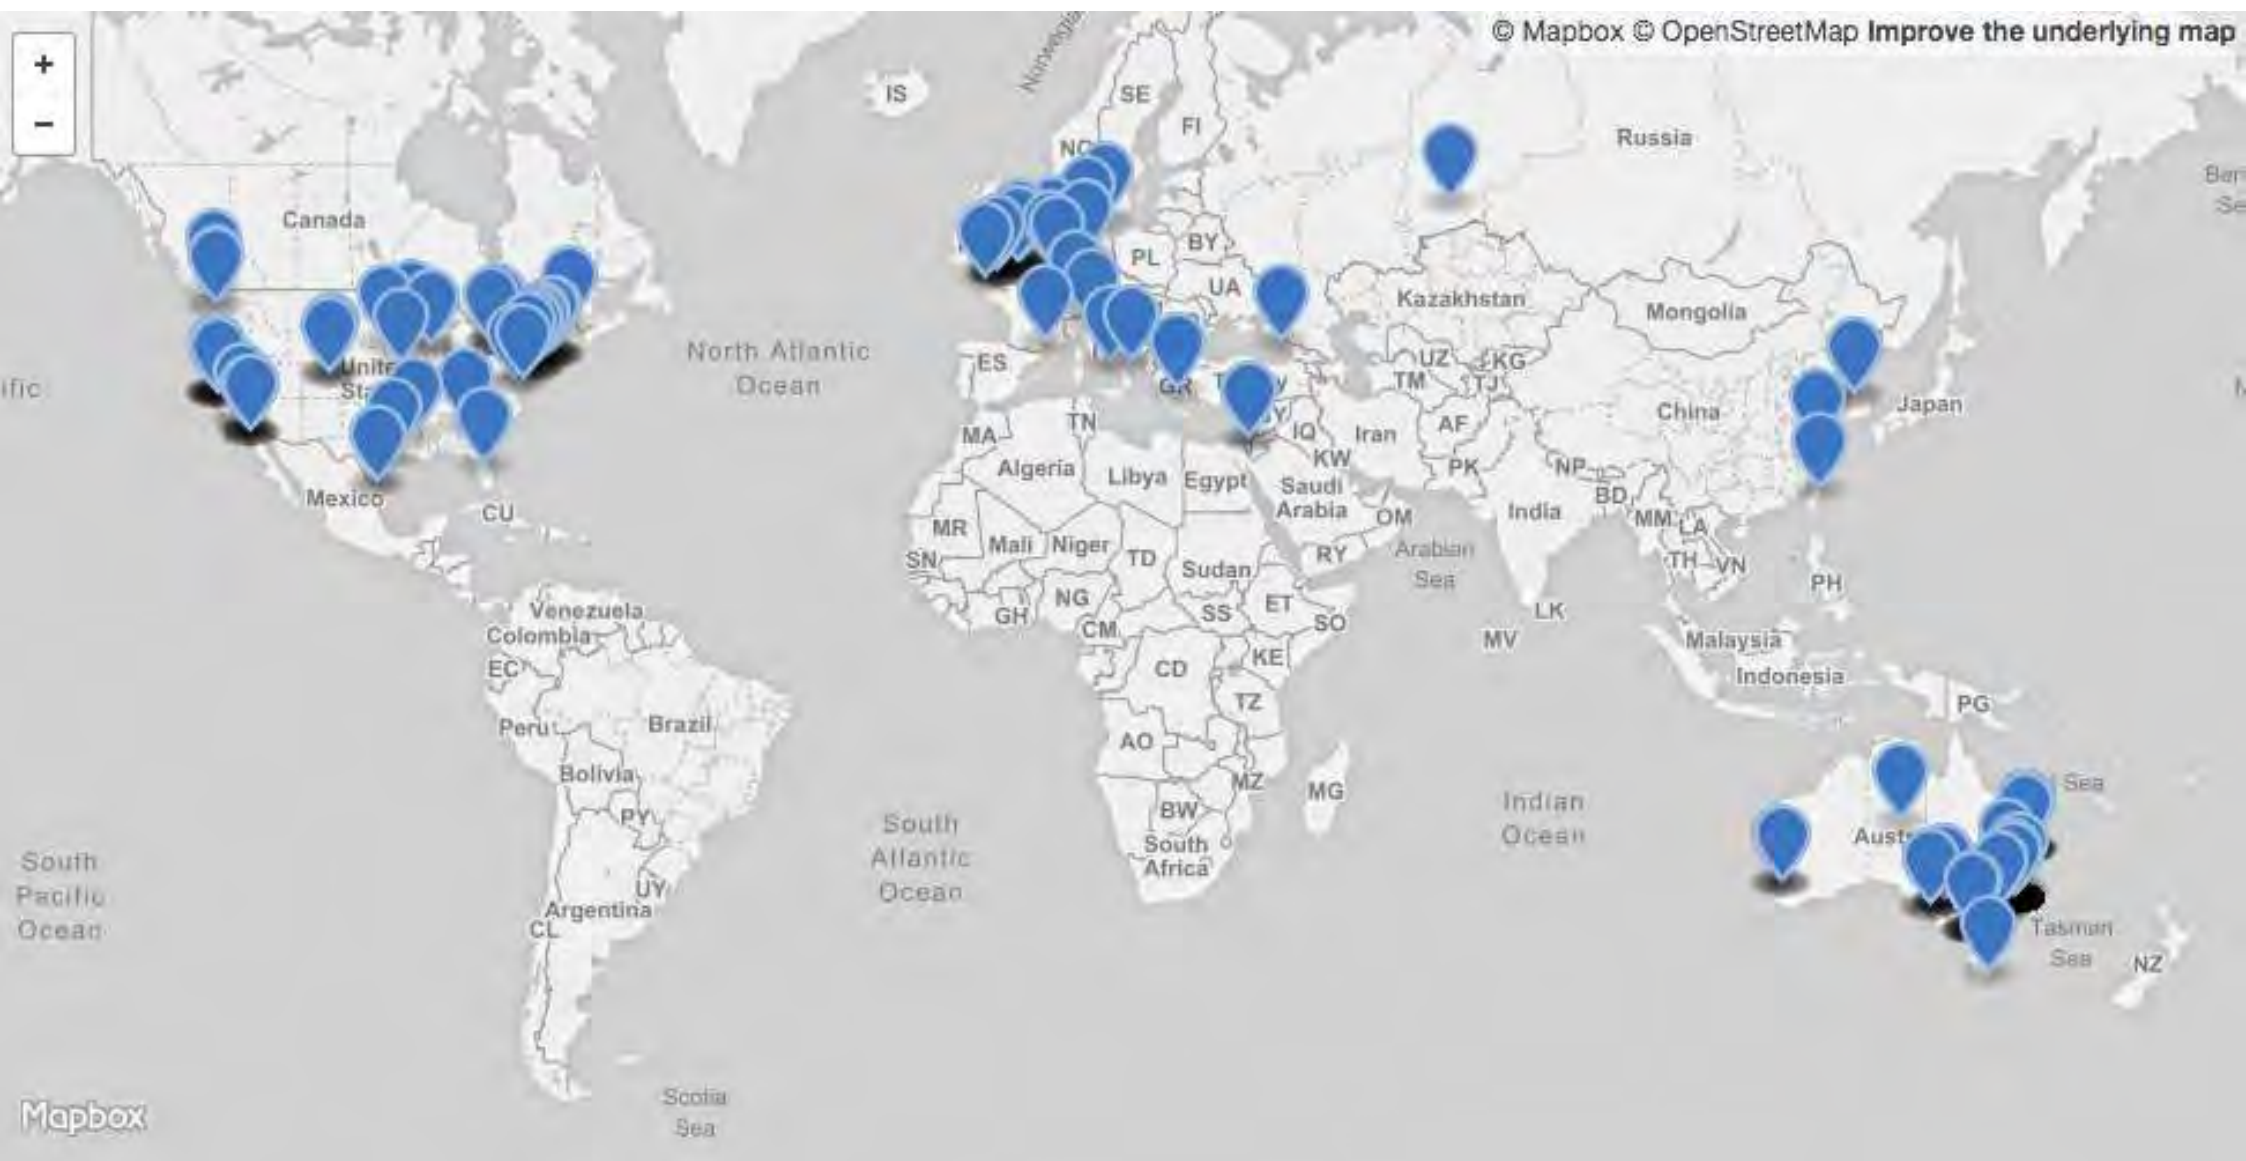 © Mapbox © OpenStreetMap Improve the underlying map
+
−
IS
SE
FI
Russia
Canada
BY
PL
UA
Kazakhstan
Mongolia
North Atlantic
Ocean
ific
ES
UZ
KG
TM
TJ
GR
China
Japan
TN
MA
IQ
Iran
AF
KW
PK
NP
Algeria
Libya
Egypt
Saudi
Arabia
BD
India
OM
MM
LA
Mexico
CU
MR
Mali
Niger
TD
RY
Arabian
Sea
SN
Sudan
TH
VN
PH
GH
NG
CM
SS
ET
SO
LK
MV
Venezuela
Colombia
EC
CD
KE
Malaysia
Indonesia
TZ
PG
Peru
Brazil
AO
Bolivia
MZ
MG
Sea
PY
BW
South
Africa
Indian
Ocean
Aust
South
Atlantic
Ocean
South
Pacific
Ocean
UY
Argentina
CL
Tasman
Sea
NZ
Scotia
Sea
Mapbox